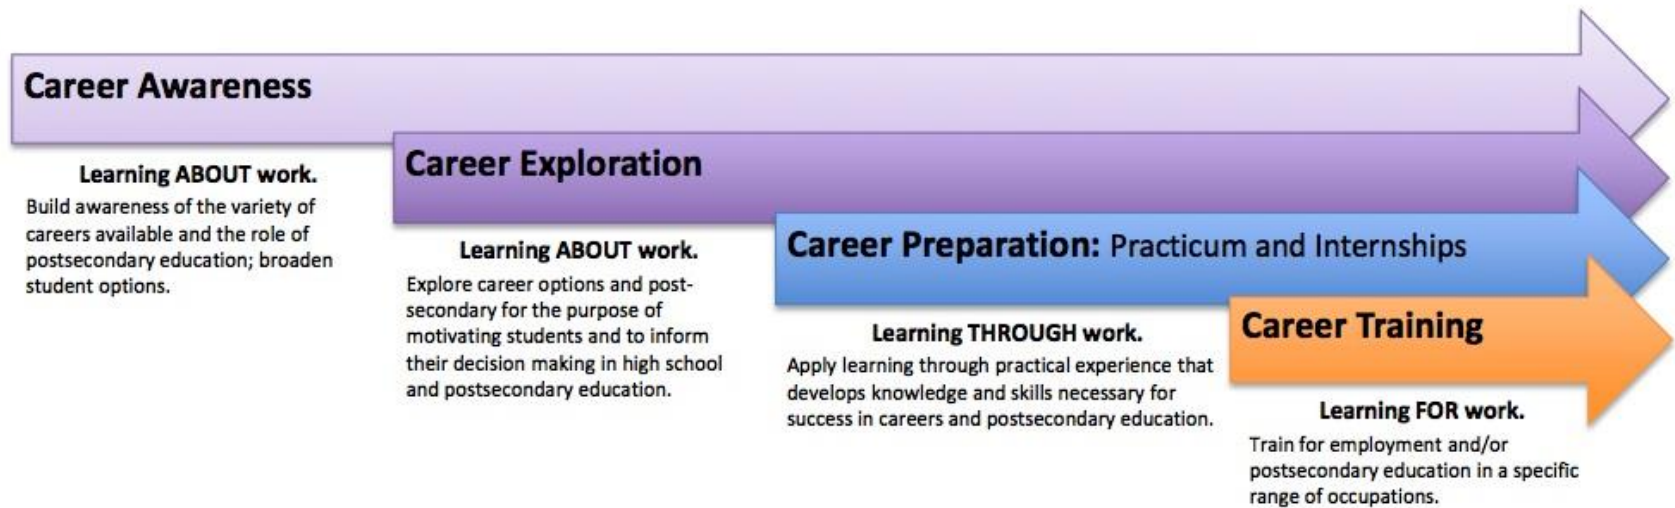 Career Awareness
Learning ABOUT work.
Build awareness of the variety of
careers available and the role of
postsecondary education; broaden
student options.
Career Exploration
Learning ABOUT work.
Explore career options and post-
secondary for the purpose of
motivating students and to inform
their decision making in high school
and postsecondary education.
Career Preparation: Practicum and Internships
Learning THROUGH work.
Apply learning through practical experience that
develops knowledge and skills necessary for
success in careers and postsecondary education.
Career Training
Learning FOR work.
Train for employment and/or
postsecondary education in a specific
range of occupations.